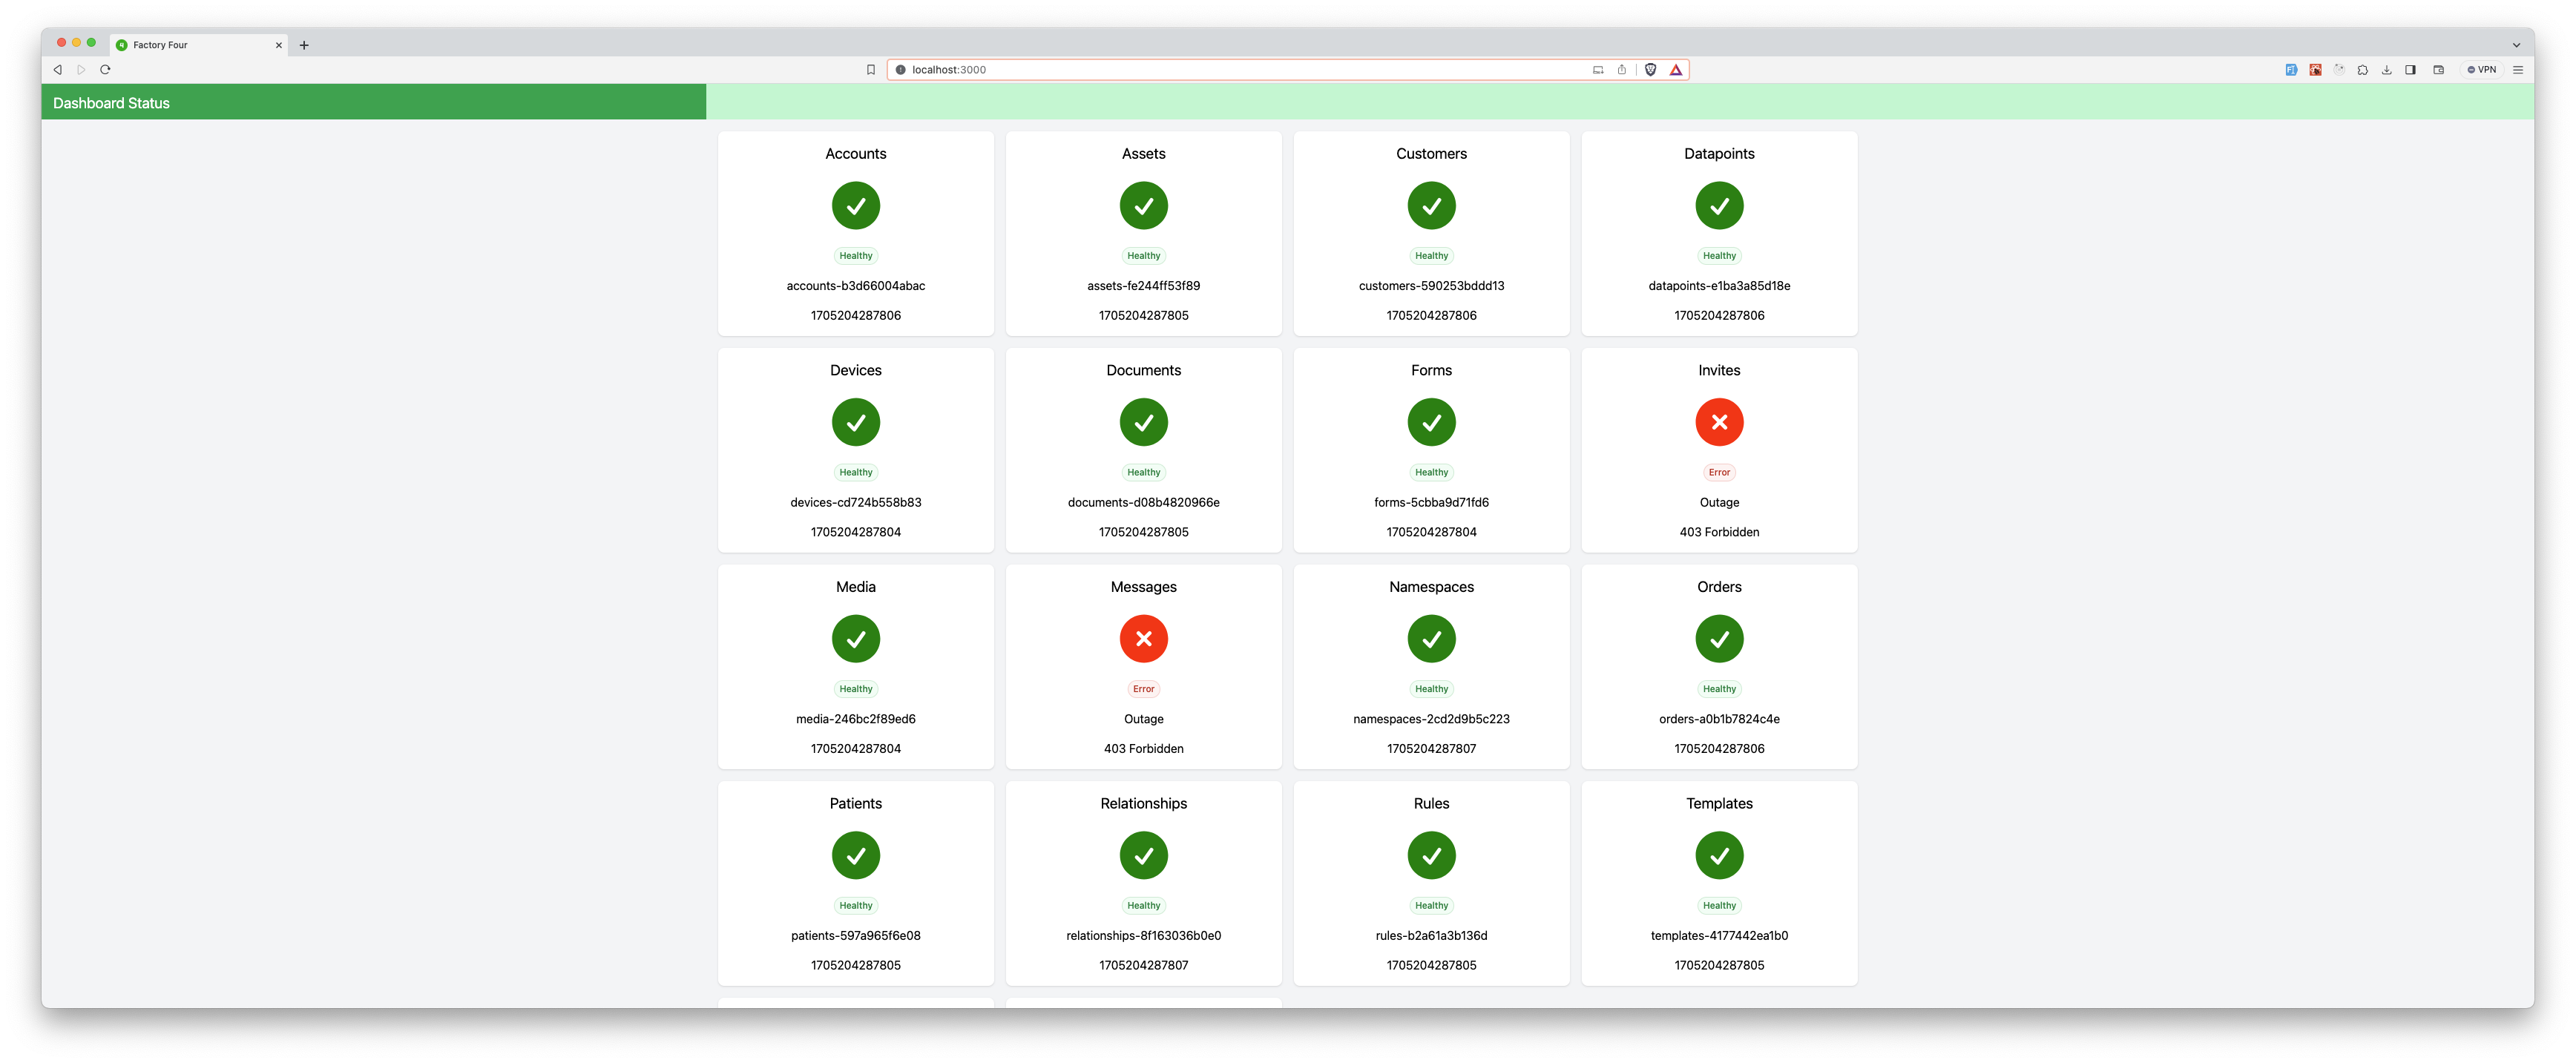 Factory Four
localhost:3000
VPN
Dashboard Status
Accounts
Healthy
accounts-b3d66004abac
1705204287806
Assets
Healthy
assets-fe244ff53f89
1705204287805
Customers
Healthy
customers-590253bddd13
1705204287806
Datapoints
Healthy
datapoints-e1ba3a85d18e
1705204287806
Devices
Healthy
devices-cd724b558b83
1705204287804
Documents
Healthy
documents-d08b4820966e
1705204287805
Forms
Healthy
forms-5cbba9d71fd6
1705204287804
Invites
Error
Outage
403 Forbidden
Media
Healthy
media-246bc2f89ed6
1705204287804
Messages
Error
Outage
403 Forbidden
Namespaces
Healthy
namespaces-2cd2d9b5c223
1705204287807
Orders
Healthy
orders-a0b1b7824c4e
1705204287806
Patients
Healthy
patients-597a965f6e08
1705204287805
Relationships
Healthy
relationships-8f163036b0e0
1705204287807
Rules
Healthy
rules-b2a61a3b136d
1705204287805
Templates
Healthy
templates-4177442ea1b0
1705204287805